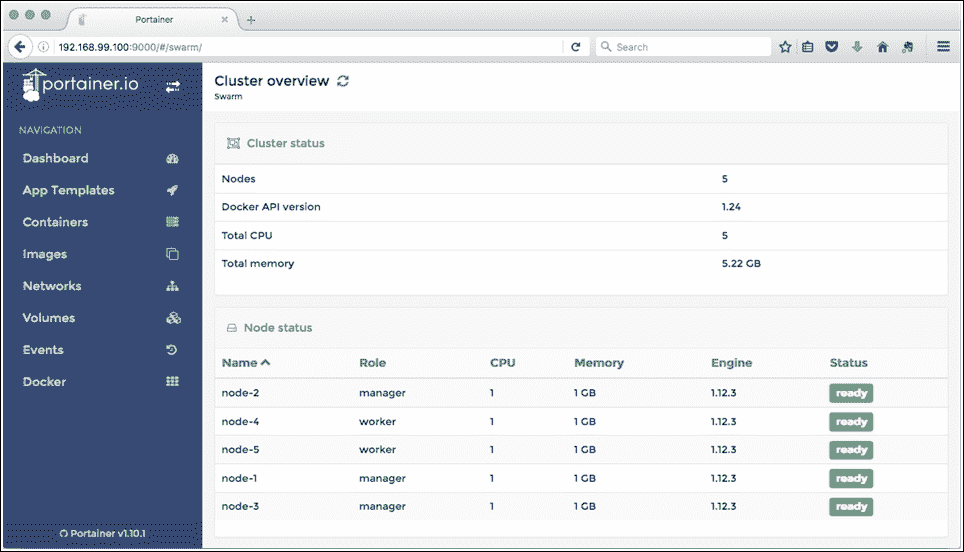 Portainer
192.168.99.100:9000/#/swarm/
Search
portainer.io
Cluster overview
Swarm
NAVIGATION
Dashboard
App Templates
Containers
Images
Networks
Volumes
Events
Docker
Portainer v1.10.1
Cluster status
Nodes 5
Docker API version 1.24
Total CPU 5
Total memory 5.22 GB
Node status
Name Role CPU Memory Engine Status
node-2 manager 1 1 GB 1.12.3 ready
node-4 worker 1 1 GB 1.12.3 ready
node-5 worker 1 1 GB 1.12.3 ready
node-1 manager 1 1 GB 1.12.3 ready
node-3 manager 1 1 GB 1.12.3 ready